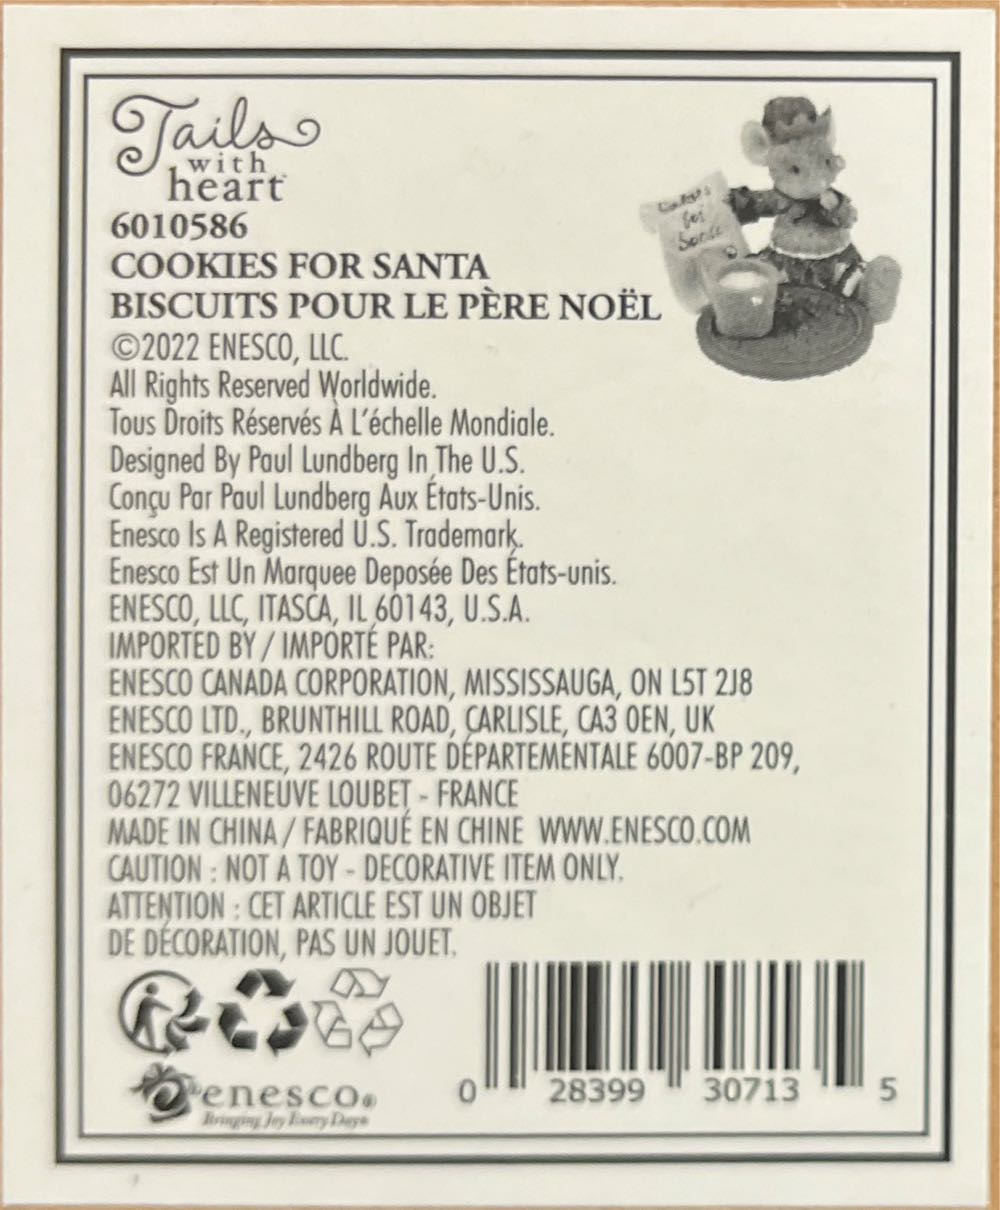 Tails
with
heart™
6010586
COOKIES FOR SANTA
BISCUITS POUR LE PÈRE NOËL
©2022 ENESCO, LLC.
All Rights Reserved Worldwide.
Tous Droits Réservés À L'échelle Mondiale.
Designed By Paul Lundberg In The U.S.
Conçu Par Paul Lundberg Aux États-Unis.
Enesco Is A Registered U.S. Trademark.
Enesco Est Un Marquee Deposée Des États-unis.
ENESCO, LLC, ITASCA, IL 60143, U.S.A.
IMPORTED BY / IMPORTÉ PAR:
ENESCO CANADA CORPORATION, MISSISSAUGA, ON L5T 2J8
ENESCO LTD., BRUNTHILL ROAD, CARLISLE, CA3 0EN, UK
ENESCO FRANCE, 2426 ROUTE DÉPARTEMENTALE 6007-BP 209,
06272 VILLENEUVE LOUBET - FRANCE
MADE IN CHINA / FABRIQUÉ EN CHINE WWW.ENESCO.COM
CAUTION : NOT A TOY - DECORATIVE ITEM ONLY.
ATTENTION : CET ARTICLE EST UN OBJET
DE DÉCORATION, PAS UN JOUET.
enesco®
Bringing Joy Every Day®
0 28399 30713 5